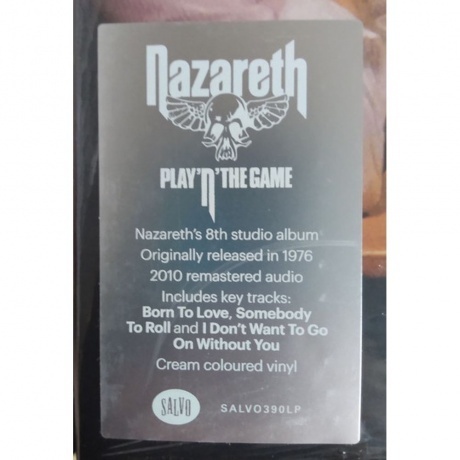 Nazareth
PLAY'N'THE GAME
Nazareth's 8th studio album
Originally released in 1976
2010 remastered audio
Includes key tracks:
Born To Love, Somebody
To Roll and I Don't Want To Go
On Without You
Cream coloured vinyl
SALVO
SALVO390LP